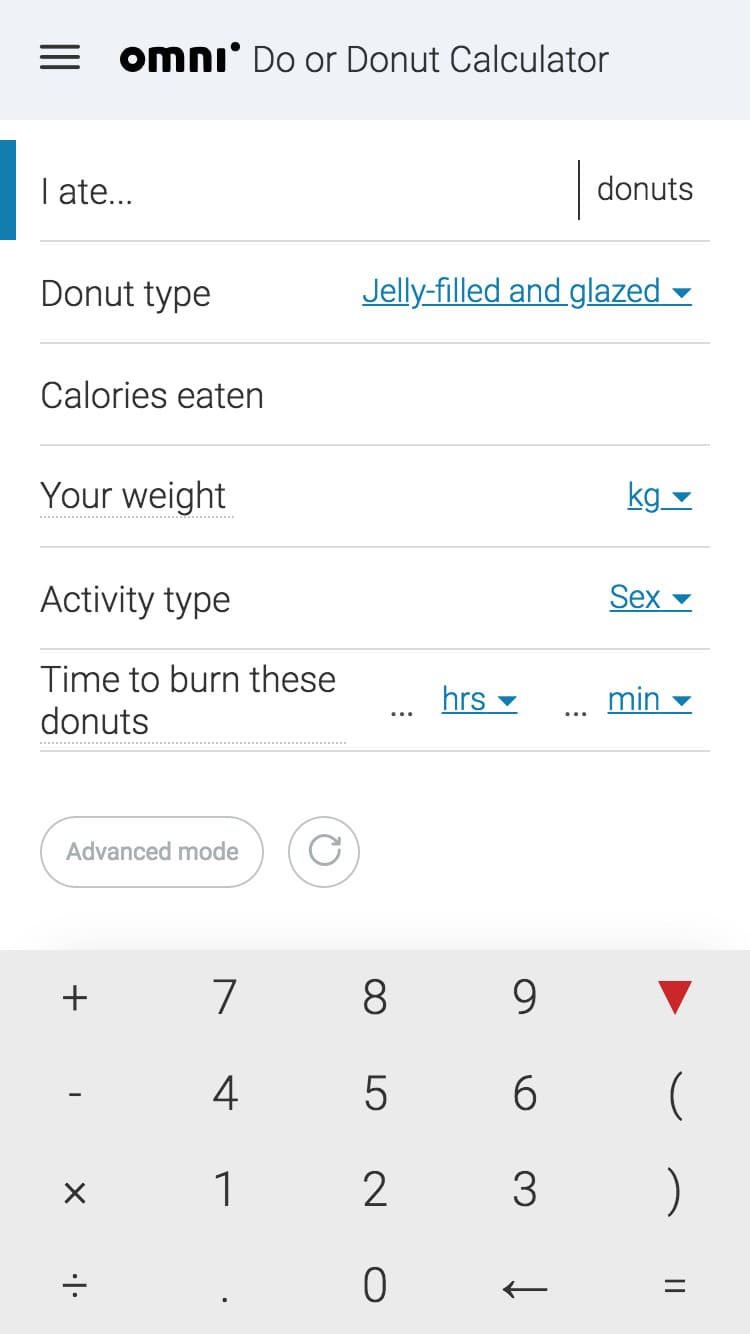 omni Do or Donut Calculator
I ate... donuts
Donut type Jelly-filled and glazed
Calories eaten
Your weight kg
Activity type Sex
Time to burn these
donuts ... hrs ... min
Advanced mode
+ 7 8 9
- 4 5 6 (
× 1 2 3 )
÷ . 0 ← =